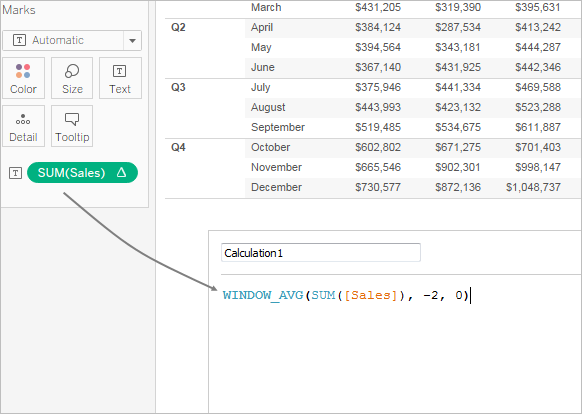 Marks
Automatic
Color Size Text
Detail Tooltip
SUM(Sales) Δ
March $431,205 $319,390 $395,631
Q2 April $384,124 $287,534 $413,242
May $394,564 $343,181 $444,287
June $367,140 $431,925 $442,346
Q3 July $375,946 $441,334 $469,588
August $443,993 $423,132 $523,288
September $519,485 $534,675 $611,887
Q4 October $602,802 $671,275 $701,403
November $665,546 $902,301 $998,147
December $730,577 $872,136 $1,048,737
Calculation1
WINDOW_AVG(SUM([Sales]), -2, 0)